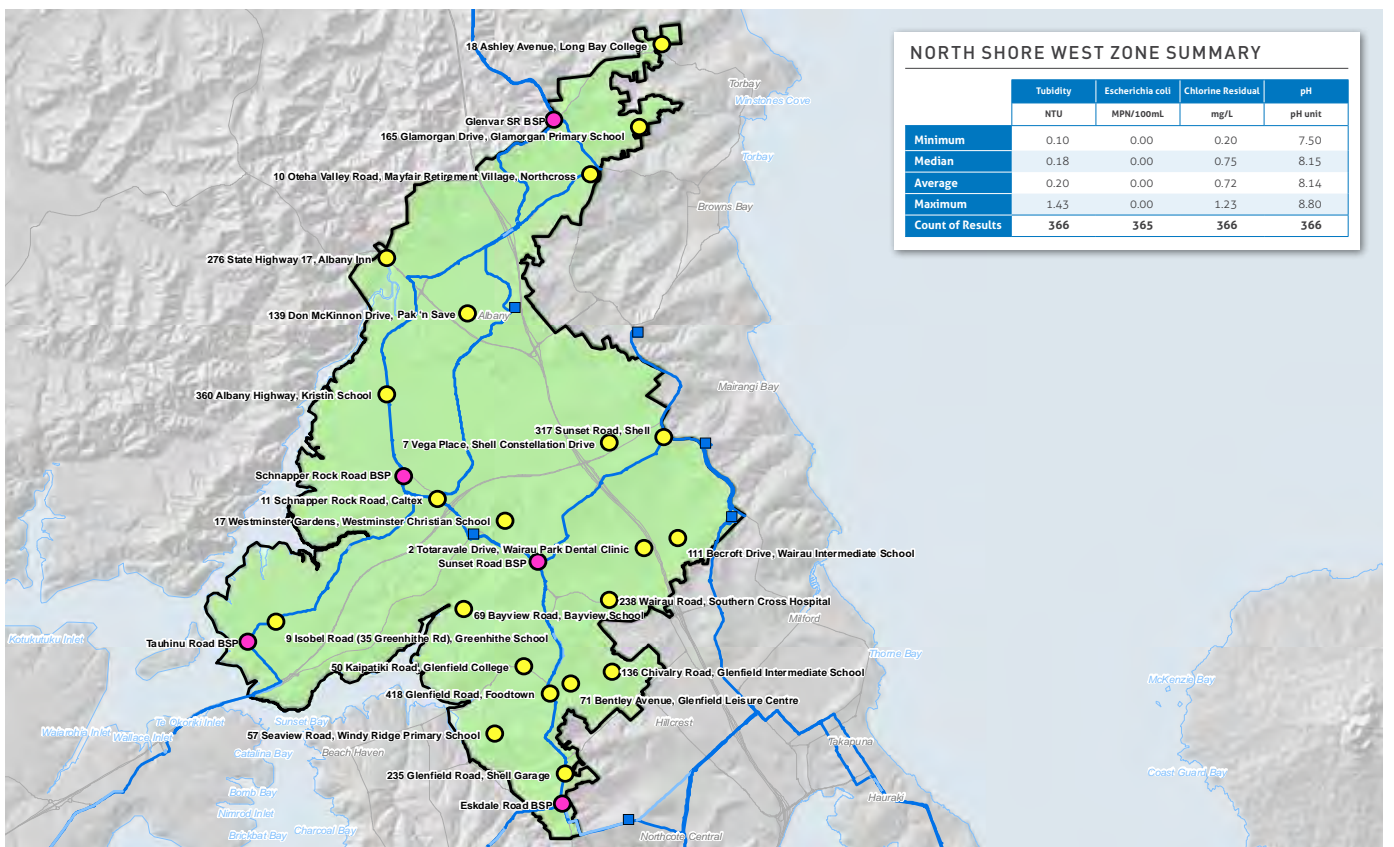 NORTH SHORE WEST ZONE SUMMARY
Tubidity Escherichia coli Chlorine Residual pH
NTU MPN/100mL mg/L pH unit
Minimum 0.10 0.00 0.20 7.50
Median 0.18 0.00 0.75 8.15
Average 0.20 0.00 0.72 8.14
Maximum 1.43 0.00 1.23 8.80
Count of Results 366 365 366 366
18 Ashley Avenue, Long Bay College
Torbay
Winstones Cove
Glenvar SR BSP
165 Glamorgan Drive, Glamorgan Primary School
Torbay
10 Oteha Valley Road, Mayfair Retirement Village, Northcross
Browns Bay
276 State Highway 17, Albany Inn
139 Don McKinnon Drive, Pak 'n Save
Albany
Mairangi Bay
360 Albany Highway, Kristin School
317 Sunset Road, Shell
7 Vega Place, Shell Constellation Drive
Schnapper Rock Road BSP
11 Schnapper Rock Road, Caltex
17 Westminster Gardens, Westminster Christian School
2 Totaravale Drive, Wairau Park Dental Clinic
111 Becroft Drive, Wairau Intermediate School
Sunset Road BSP
238 Wairau Road, Southern Cross Hospital
69 Bayview Road, Bayview School
Milford
Kotukutuku Inlet
Tauhinu Road BSP
9 Isobel Road (35 Greenhithe Rd), Greenhithe School
Thorne Bay
50 Kaipatiki Road, Glenfield College
136 Chivalry Road, Glenfield Intermediate School
McKenzie Bay
418 Glenfield Road, Foodtown
71 Bentley Avenue, Glenfield Leisure Centre
Te Okoriki Inlet
Sunset Bay
Hillcrest
Waiarohia Inlet
Wallace Inlet
57 Seaview Road, Windy Ridge Primary School
Takapuna
Catalina Bay
Beach Haven
235 Glenfield Road, Shell Garage
Coast Guard Bay
Bomb Bay
Hauraki
Eskdale Road BSP
Nimrod Inlet
Charcoal Bay
Brickbat Bay
Northcote Central